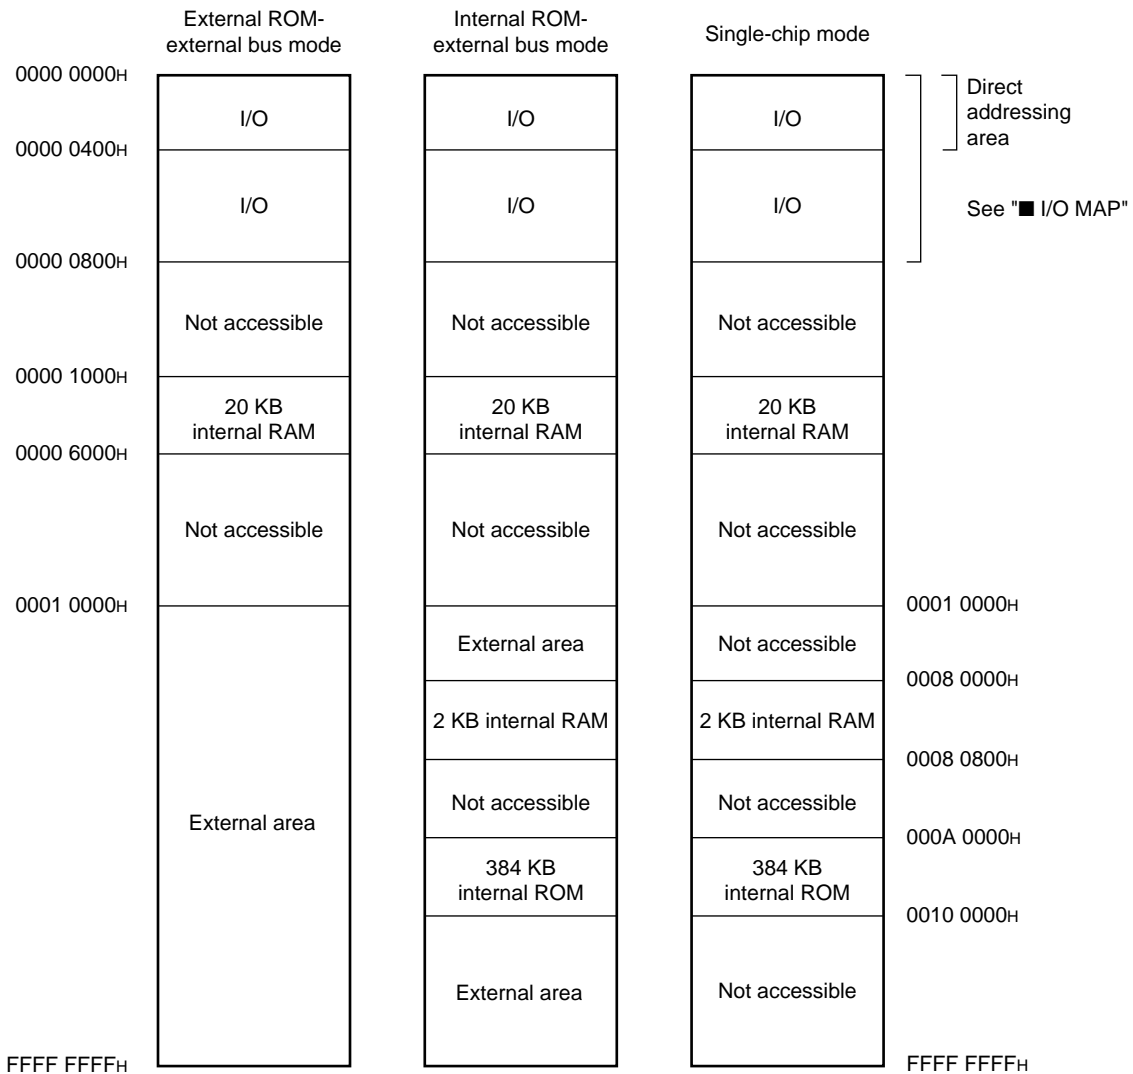 External ROM-
external bus mode
Internal ROM-
external bus mode
Single-chip mode
0000 0000H
I/O
I/O
I/O
Direct
addressing
area
0000 0400H
I/O
I/O
I/O
See "■ I/O MAP"
0000 0800H
Not accessible
Not accessible
Not accessible
0000 1000H
20 KB
internal RAM
20 KB
internal RAM
20 KB
internal RAM
0000 6000H
Not accessible
Not accessible
Not accessible
0001 0000H
0001 0000H
External area
Not accessible
0008 0000H
2 KB internal RAM
2 KB internal RAM
0008 0800H
External area
Not accessible
Not accessible
000A 0000H
384 KB
internal ROM
384 KB
internal ROM
0010 0000H
External area
Not accessible
FFFF FFFFH
FFFF FFFFH